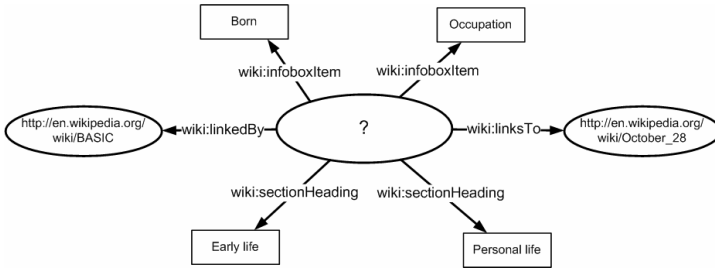 Born
Occupation
wiki:infoboxItem
wiki:infoboxItem
http://en.wikipedia.org/
wiki/BASIC
wiki:linkedBy
?
wiki:linksTo
http://en.wikipedia.org/
wiki/October_28
wiki:sectionHeading
wiki:sectionHeading
Early life
Personal life